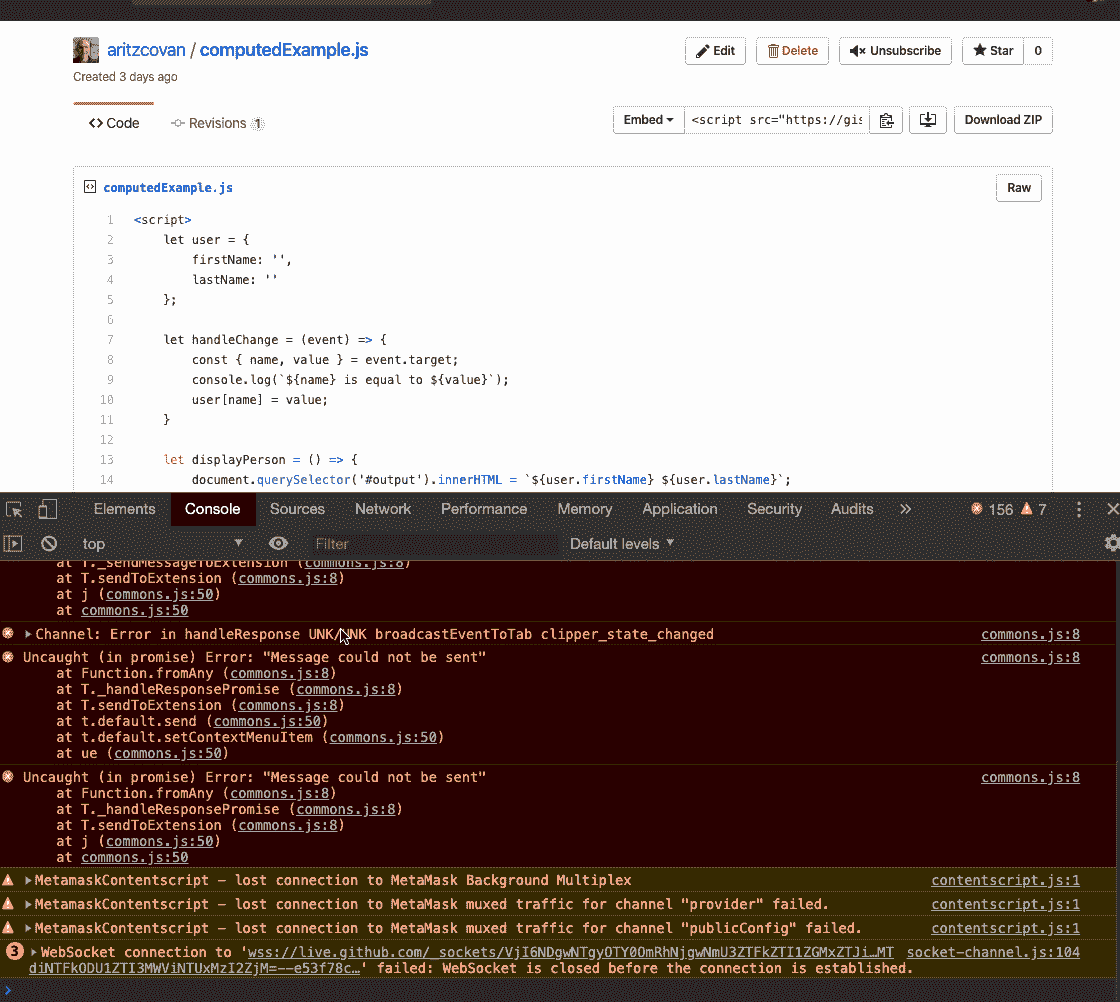 aritzcovan / computedExample.js
Edit Delete Unsubscribe Star 0
Created 3 days ago
Code Revisions 1
Embed <script src="https://gis Download ZIP
computedExample.js Raw
1 <script>
2 let user = {
3 firstName: '',
4 lastName: ''
5 };
6
7 let handleChange = (event) => {
8 const { name, value } = event.target;
9 console.log(`${name} is equal to ${value}`);
10 user[name] = value;
11 }
12
13 let displayPerson = () => {
14 document.querySelector('#output').innerHTML = `${user.firstName} ${user.lastName}`;
Elements Console Sources Network Performance Memory Application Security Audits » 156 7
top Filter Default levels
at T._sendMessageToExtension (commons.js:8)
at T.sendToExtension (commons.js:8)
at j (commons.js:50)
at commons.js:50
Channel: Error in handleResponse UNK/UNK broadcastEventToTab clipper_state_changed commons.js:8
Uncaught (in promise) Error: "Message could not be sent" commons.js:8
at Function.fromAny (commons.js:8)
at T._handleResponsePromise (commons.js:8)
at T.sendToExtension (commons.js:8)
at t.default.send (commons.js:50)
at t.default.setContextMenuItem (commons.js:50)
at ue (commons.js:50)
Uncaught (in promise) Error: "Message could not be sent" commons.js:8
at Function.fromAny (commons.js:8)
at T._handleResponsePromise (commons.js:8)
at T.sendToExtension (commons.js:8)
at j (commons.js:50)
at commons.js:50
MetamaskContentscript – lost connection to MetaMask Background Multiplex contentscript.js:1
MetamaskContentscript – lost connection to MetaMask muxed traffic for channel "provider" failed. contentscript.js:1
MetamaskContentscript – lost connection to MetaMask muxed traffic for channel "publicConfig" failed. contentscript.js:1
3 WebSocket connection to 'wss://live.github.com/_sockets/VjI6NDgwNTgyOTY0OmRhNjgwNmU3ZTFkZTI1ZGMxZTJi…MT socket-channel.js:104
diNTFkODU1ZTI3MWViNTUxMzI2ZjM=--e53f78c…' failed: WebSocket is closed before the connection is established.